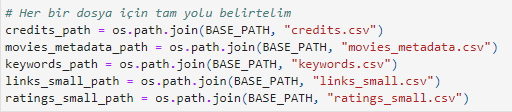 # Her bir dosya için tam yolu belirtelim
credits_path = os.path.join(BASE_PATH, "credits.csv")
movies_metadata_path = os.path.join(BASE_PATH, "movies_metadata.csv")
keywords_path = os.path.join(BASE_PATH, "keywords.csv")
links_small_path = os.path.join(BASE_PATH, "links_small.csv")
ratings_small_path = os.path.join(BASE_PATH, "ratings_small.csv")